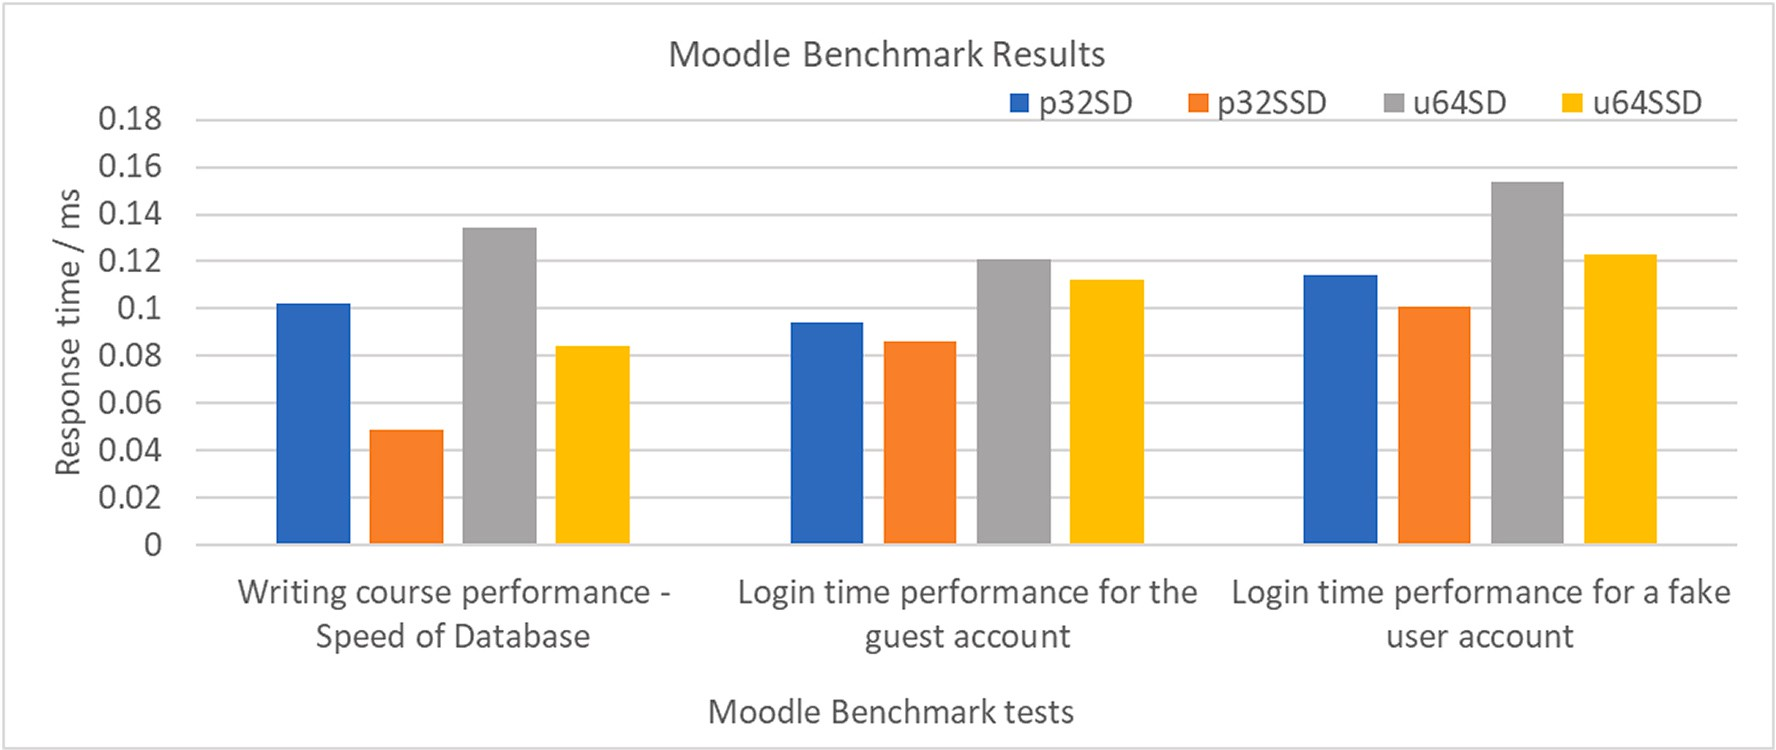 Moodle Benchmark Results
p32SD p32SSD u64SD u64SSD
0.18
0.16
0.14
0.12
0.1
0.08
0.06
0.04
0.02
0
Response time / ms
Writing course performance -
Speed of Database
Login time performance for the
guest account
Login time performance for a fake
user account
Moodle Benchmark tests